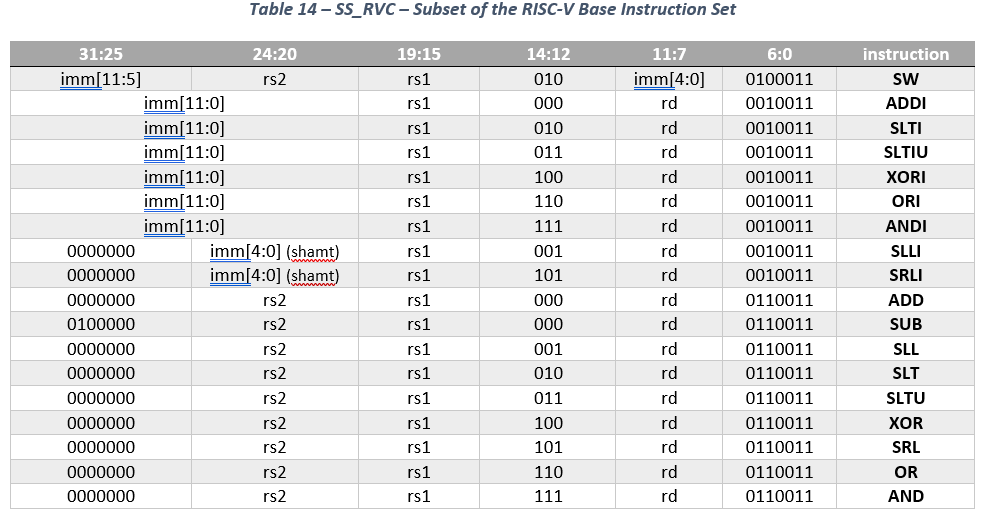 Table 14 – SS_RVC – Subset of the RISC-V Base Instruction Set
31:25 24:20 19:15 14:12 11:7 6:0 instruction
imm[11:5] rs2 rs1 010 imm[4:0] 0100011 SW
imm[11:0] rs1 000 rd 0010011 ADDI
imm[11:0] rs1 010 rd 0010011 SLTI
imm[11:0] rs1 011 rd 0010011 SLTIU
imm[11:0] rs1 100 rd 0010011 XORI
imm[11:0] rs1 110 rd 0010011 ORI
imm[11:0] rs1 111 rd 0010011 ANDI
0000000 imm[4:0] (shamt) rs1 001 rd 0010011 SLLI
0000000 imm[4:0] (shamt) rs1 101 rd 0010011 SRLI
0000000 rs2 rs1 000 rd 0110011 ADD
0100000 rs2 rs1 000 rd 0110011 SUB
0000000 rs2 rs1 001 rd 0110011 SLL
0000000 rs2 rs1 010 rd 0110011 SLT
0000000 rs2 rs1 011 rd 0110011 SLTU
0000000 rs2 rs1 100 rd 0110011 XOR
0000000 rs2 rs1 101 rd 0110011 SRL
0000000 rs2 rs1 110 rd 0110011 OR
0000000 rs2 rs1 111 rd 0110011 AND